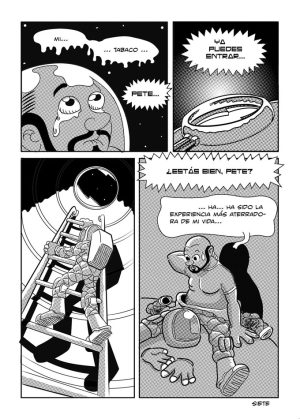 MI...
... TABACO ...
PETE...
YA
PUEDES
ENTRAR...
¿ESTÁS BIEN, PETE?
... HA... HA SIDO LA
EXPERIENCIA MÁS ATERRADO-
RA DE MI VIDA...
SIETE